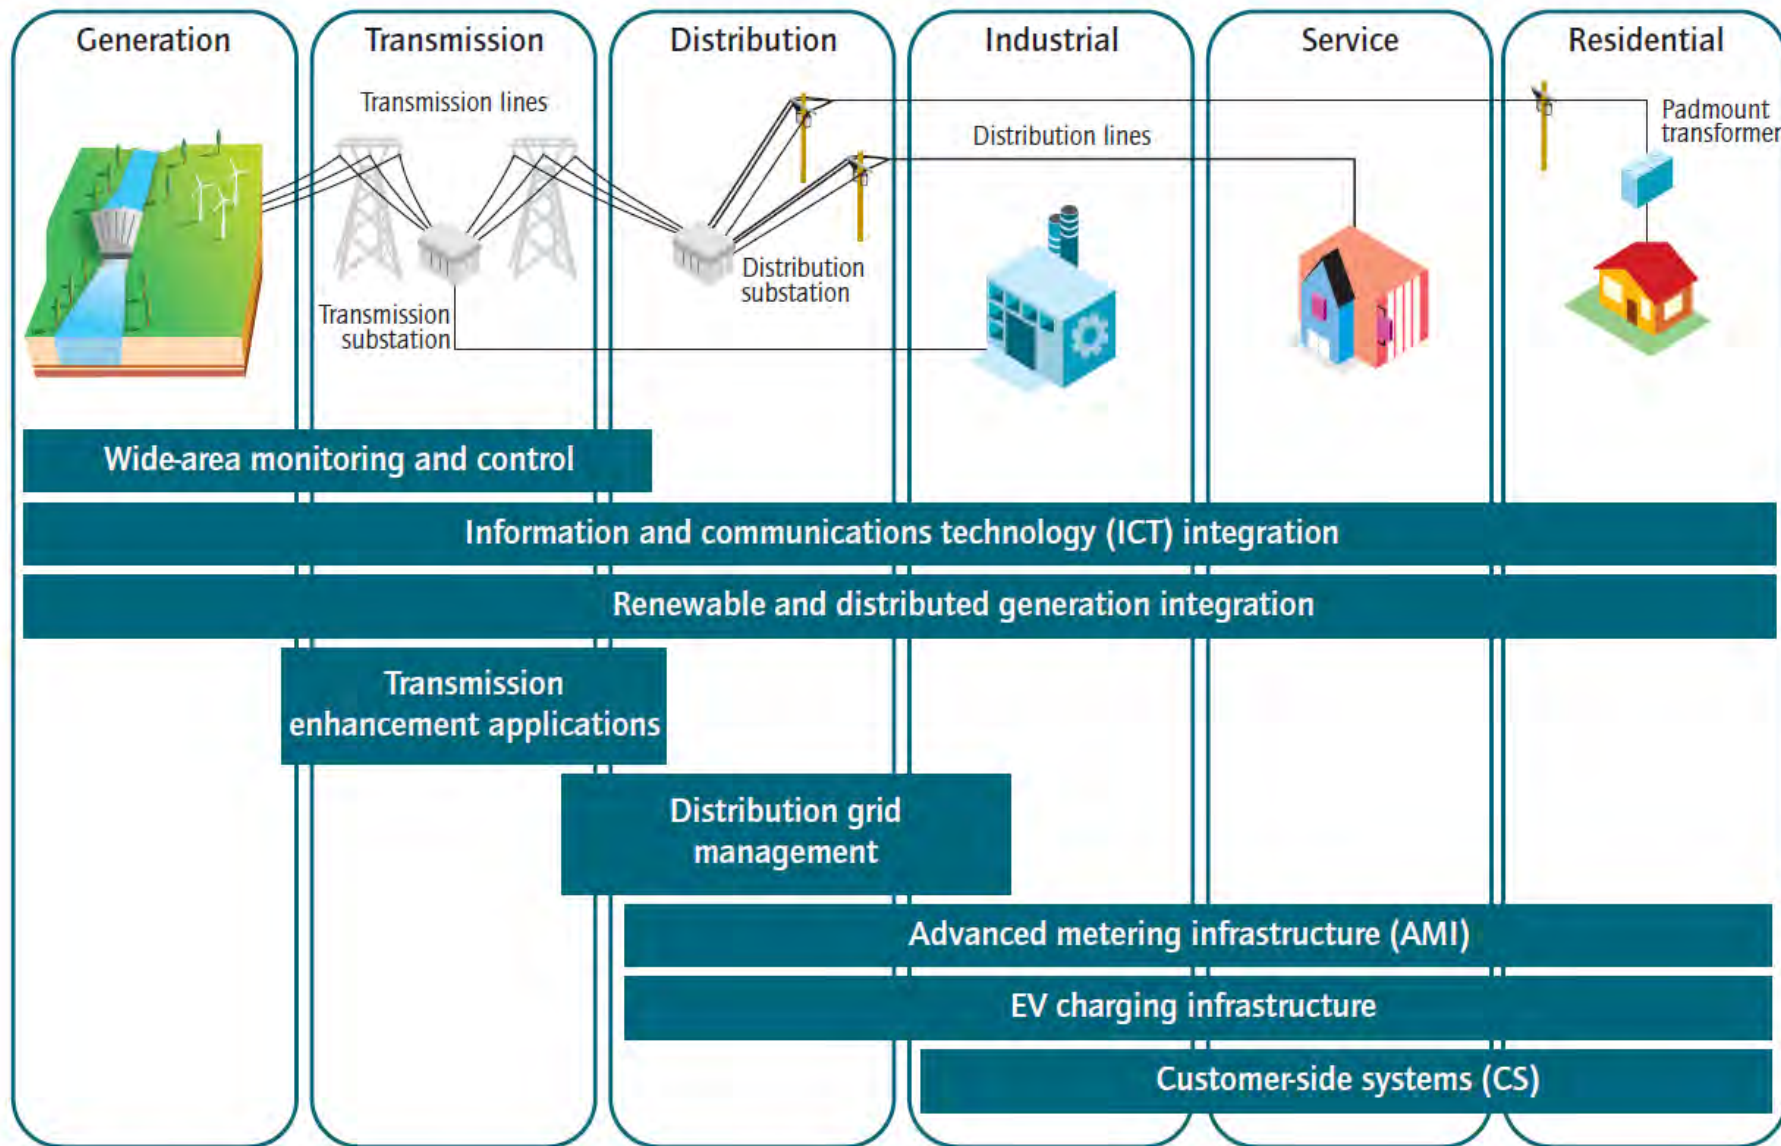 Generation
Transmission
Distribution
Industrial
Service
Residential
Transmission lines
Distribution lines
Padmount
transformer
Distribution
substation
Transmission
substation
Wide-area monitoring and control
Information and communications technology (ICT) integration
Renewable and distributed generation integration
Transmission
enhancement applications
Distribution grid
management
Advanced metering infrastructure (AMI)
EV charging infrastructure
Customer-side systems (CS)